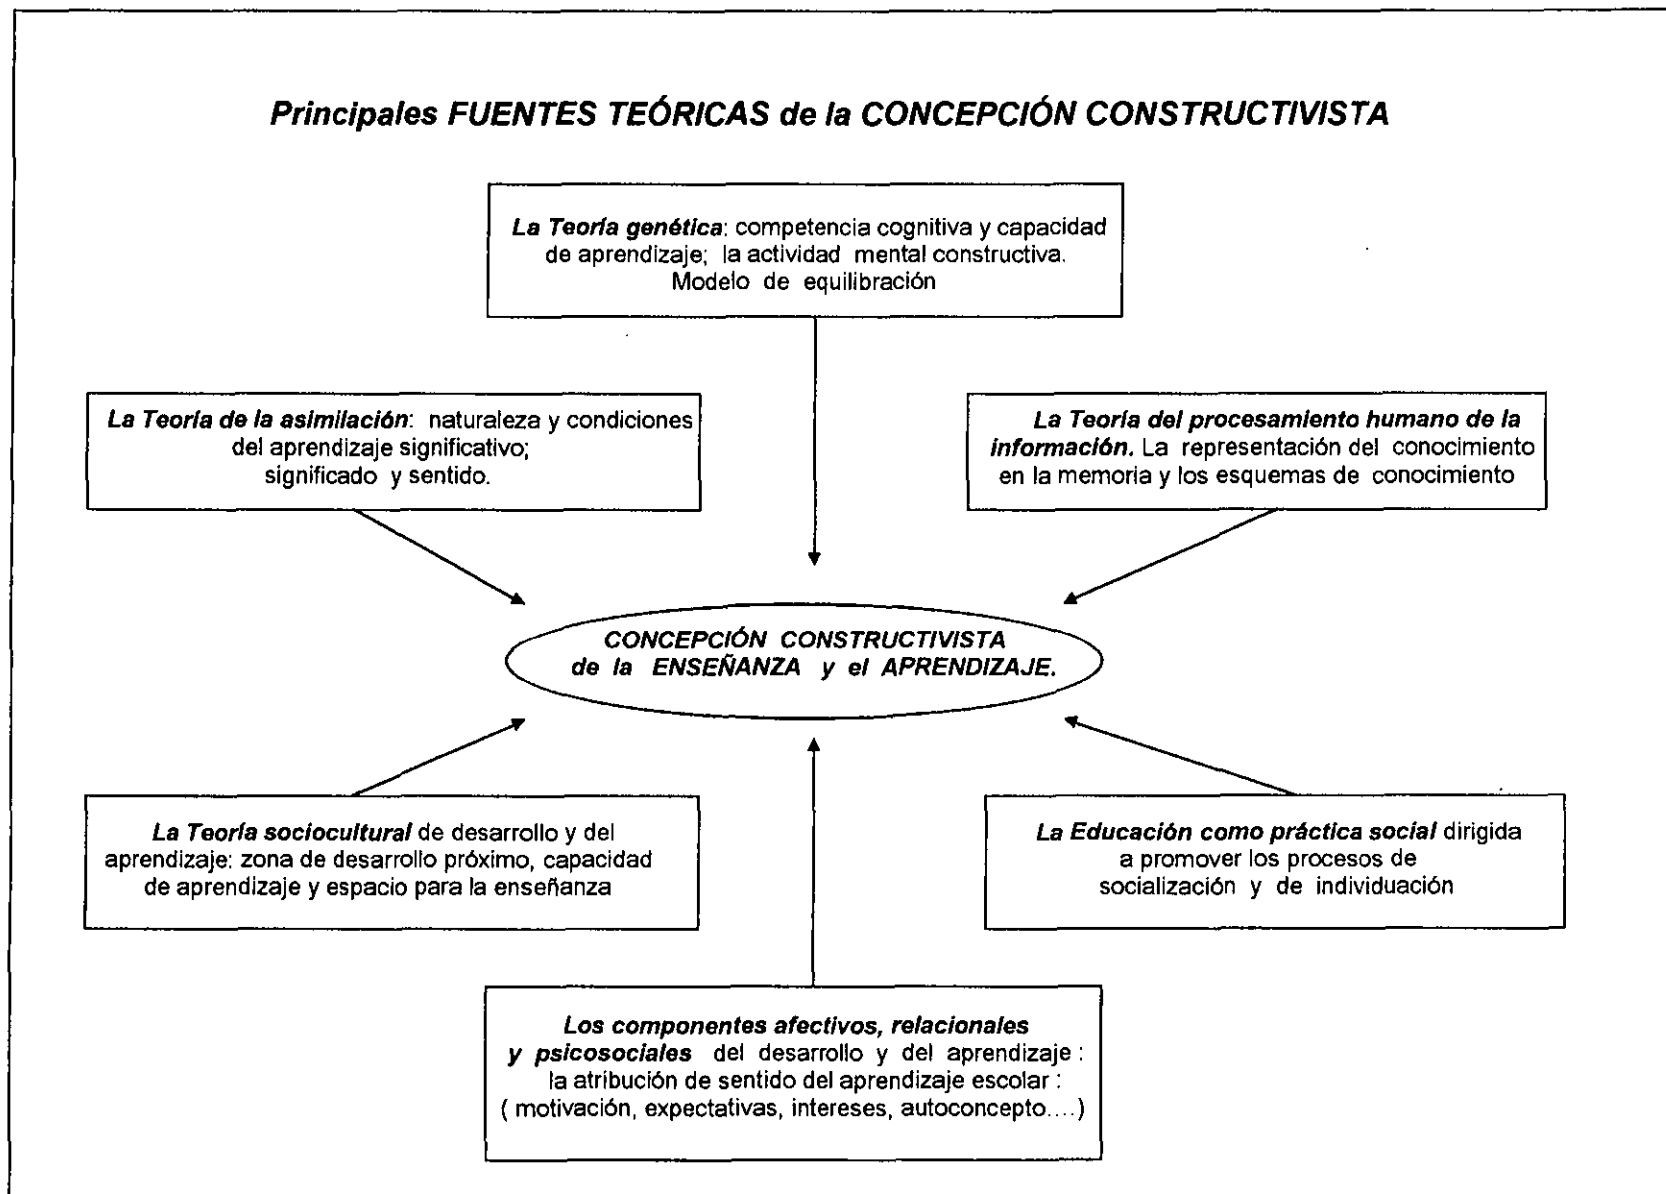 Principales FUENTES TEÓRICAS de la CONCEPCIÓN CONSTRUCTIVISTA
La Teoría genética: competencia cognitiva y capacidad
de aprendizaje; la actividad mental constructiva.
Modelo de equilibración
La Teoría de la asimilación: naturaleza y condiciones
del aprendizaje significativo;
significado y sentido.
La Teoría del procesamiento humano de la
información. La representación del conocimiento
en la memoria y los esquemas de conocimiento
CONCEPCIÓN CONSTRUCTIVISTA
de la ENSEÑANZA y el APRENDIZAJE.
La Teoría sociocultural de desarrollo y del
aprendizaje: zona de desarrollo próximo, capacidad
de aprendizaje y espacio para la enseñanza
La Educación como práctica social dirigida
a promover los procesos de
socialización y de individuación
Los componentes afectivos, relacionales
y psicosociales del desarrollo y del aprendizaje :
la atribución de sentido del aprendizaje escolar :
( motivación, expectativas, intereses, autoconcepto....)